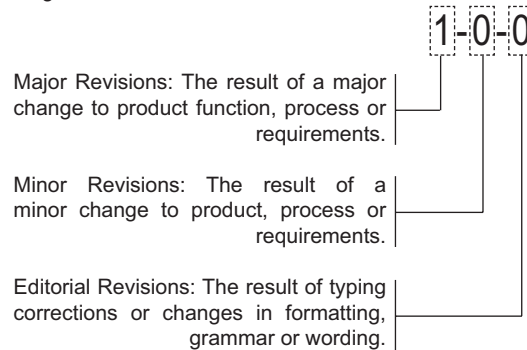 1-0-0
Major Revisions: The result of a major
change to product function, process or
requirements.
Minor Revisions: The result of a
minor change to product, process or
requirements.
Editorial Revisions: The result of typing
corrections or changes in formatting,
grammar or wording.